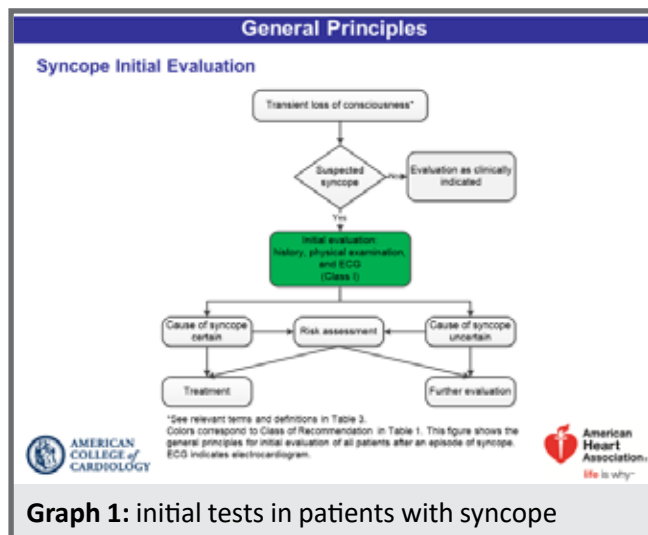 General Principles
Syncope Initial Evaluation
Transient loss of consciousness*
Suspected
syncope
No
Evaluation as clinically
indicated
Yes
Initial evaluation:
history, physical examination,
and ECG
(Class I)
Cause of syncope
certain
Risk assessment
Cause of syncope
uncertain
Treatment
Further evaluation
*See relevant terms and definitions in Table 3.
Colors correspond to Class of Recommendation in Table 1. This figure shows the
general principles for initial evaluation of all patients after an episode of syncope.
ECG indicates electrocardiogram.
AMERICAN
COLLEGE of
CARDIOLOGY
American
Heart
Association®
life is why™
Graph 1: initial tests in patients with syncope